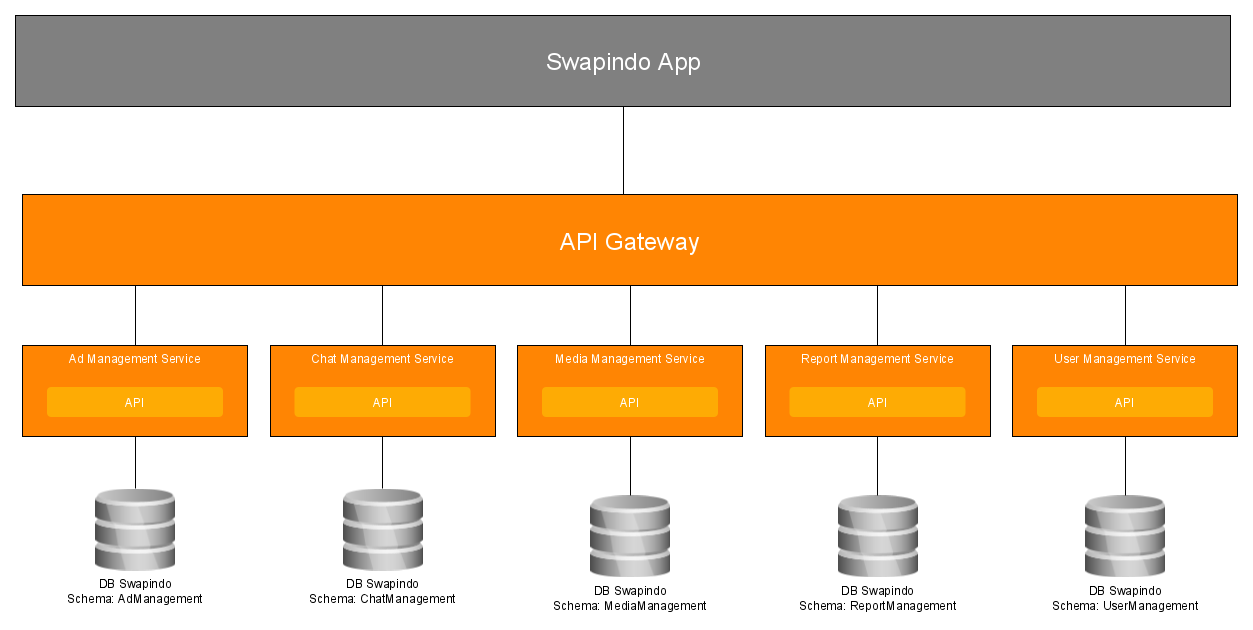 Swapindo App
API Gateway
Ad Management Service
Chat Management Service
Media Management Service
Report Management Service
User Management Service
API
API
API
API
API
DB Swapindo
Schema: AdManagement
DB Swapindo
Schema: ChatManagement
DB Swapindo
Schema: MediaManagement
DB Swapindo
Schema: ReportManagement
DB Swapindo
Schema: UserManagement